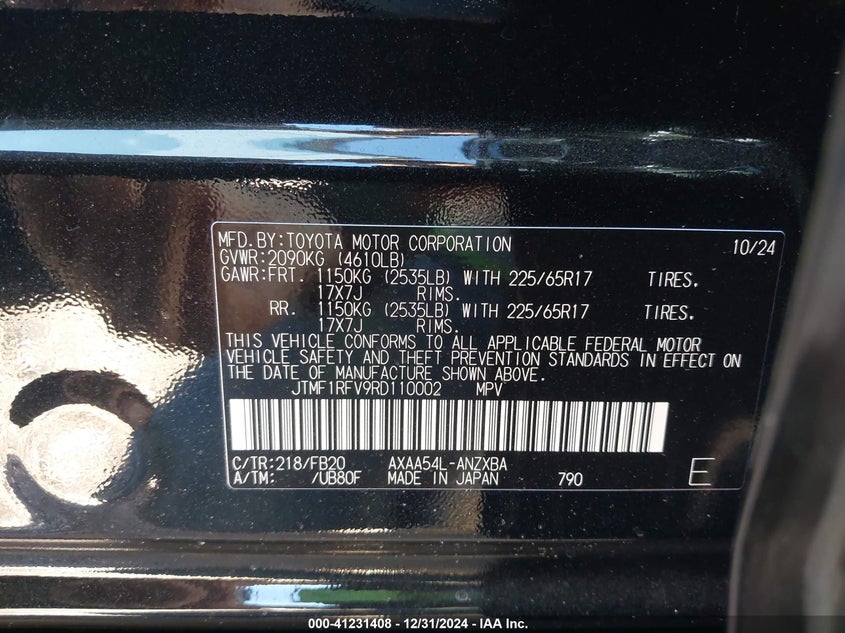 MFD.BY:TOYOTA MOTOR CORPORATION 10/24
GVWR:2090KG (4610LB)
GAWR:FRT. 1150KG (2535LB) WITH 225/65R17 TIRES.
17X7J RIMS.
RR. 1150KG (2535LB) WITH 225/65R17 TIRES.
17X7J RIMS.
THIS VEHICLE CONFORMS TO ALL APPLICABLE FEDERAL MOTOR
VEHICLE SAFETY AND THEFT PREVENTION STANDARDS IN EFFECT ON
THE DATE OF MANUFACTURE SHOWN ABOVE.
JTMF1RFV9RD110002 MPV
C/TR:218/FB20 AXAA54L-ANZXBA
A/TM: /UB80F MADE IN JAPAN 790 E
000-41231408 - 12/31/2024 - IAA Inc.